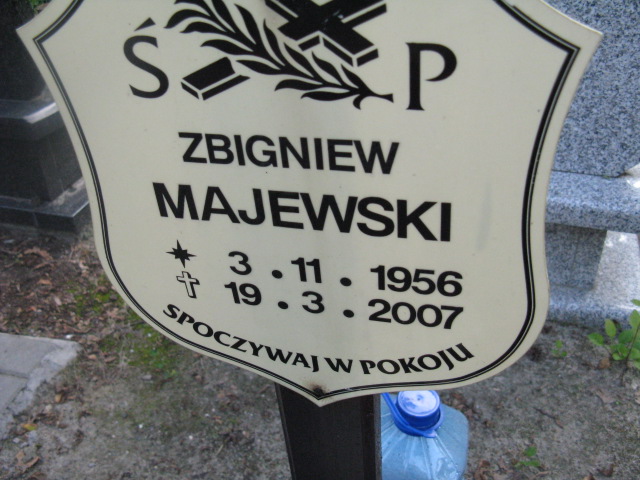 Ś P
ZBIGNIEW
MAJEWSKI
3 . 11 . 1956
19 . 3 . 2007
SPOCZYWAJ W POKOJU